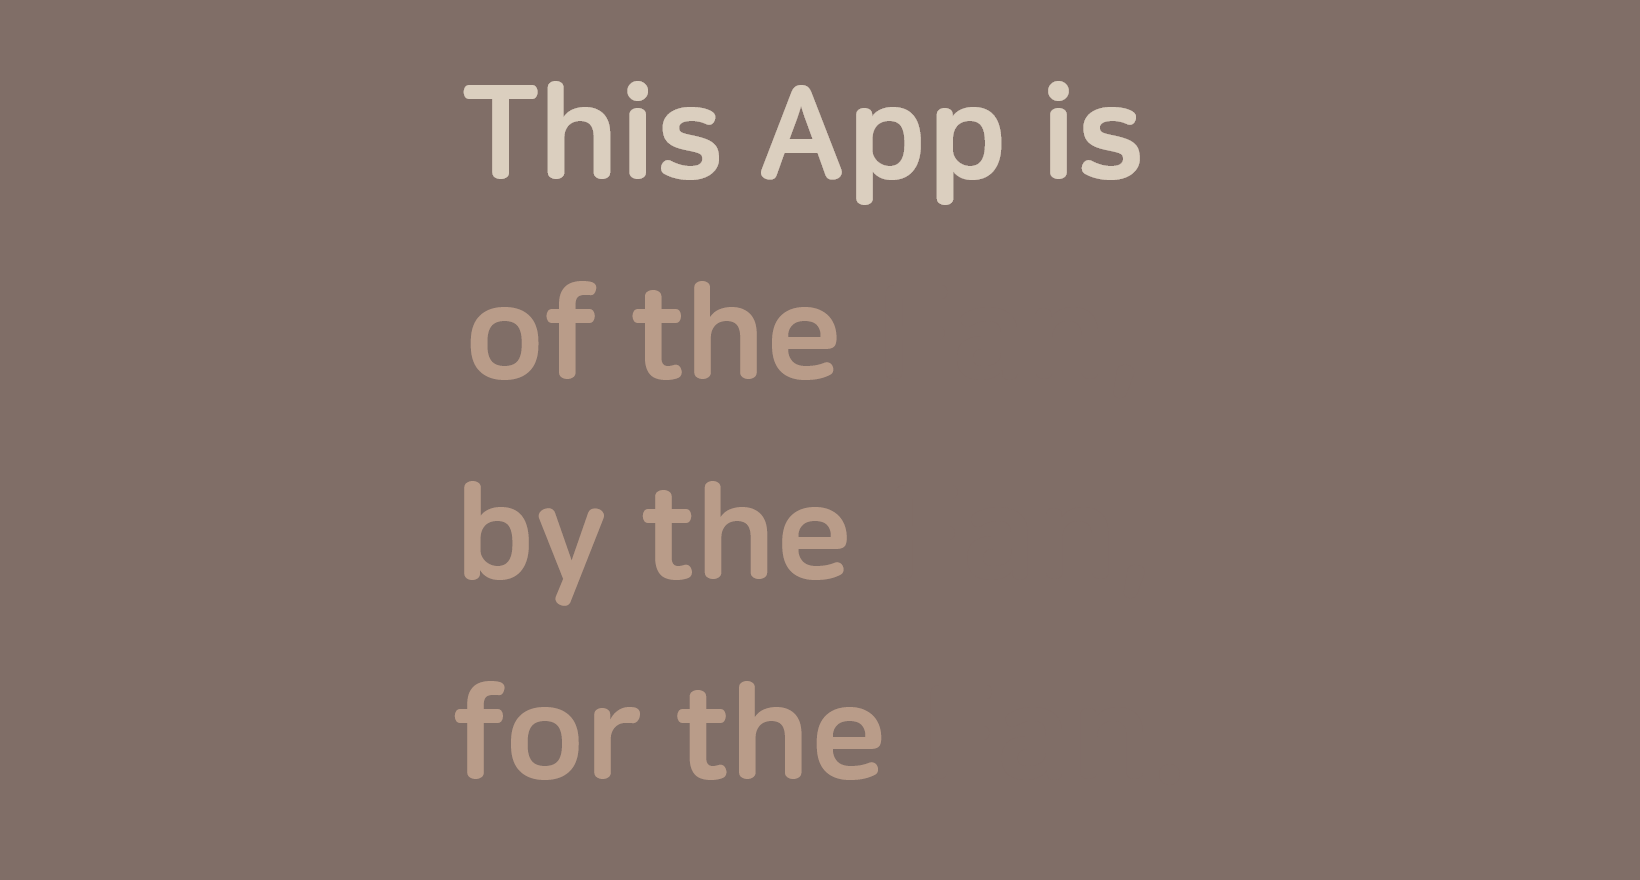 This App is
of the
by the
for the